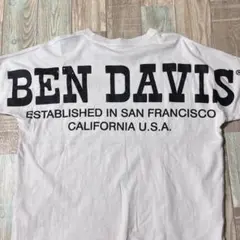 BEN DAVIS®
ESTABLISHED IN SAN FRANCISCO
CALIFORNIA U.S.A.